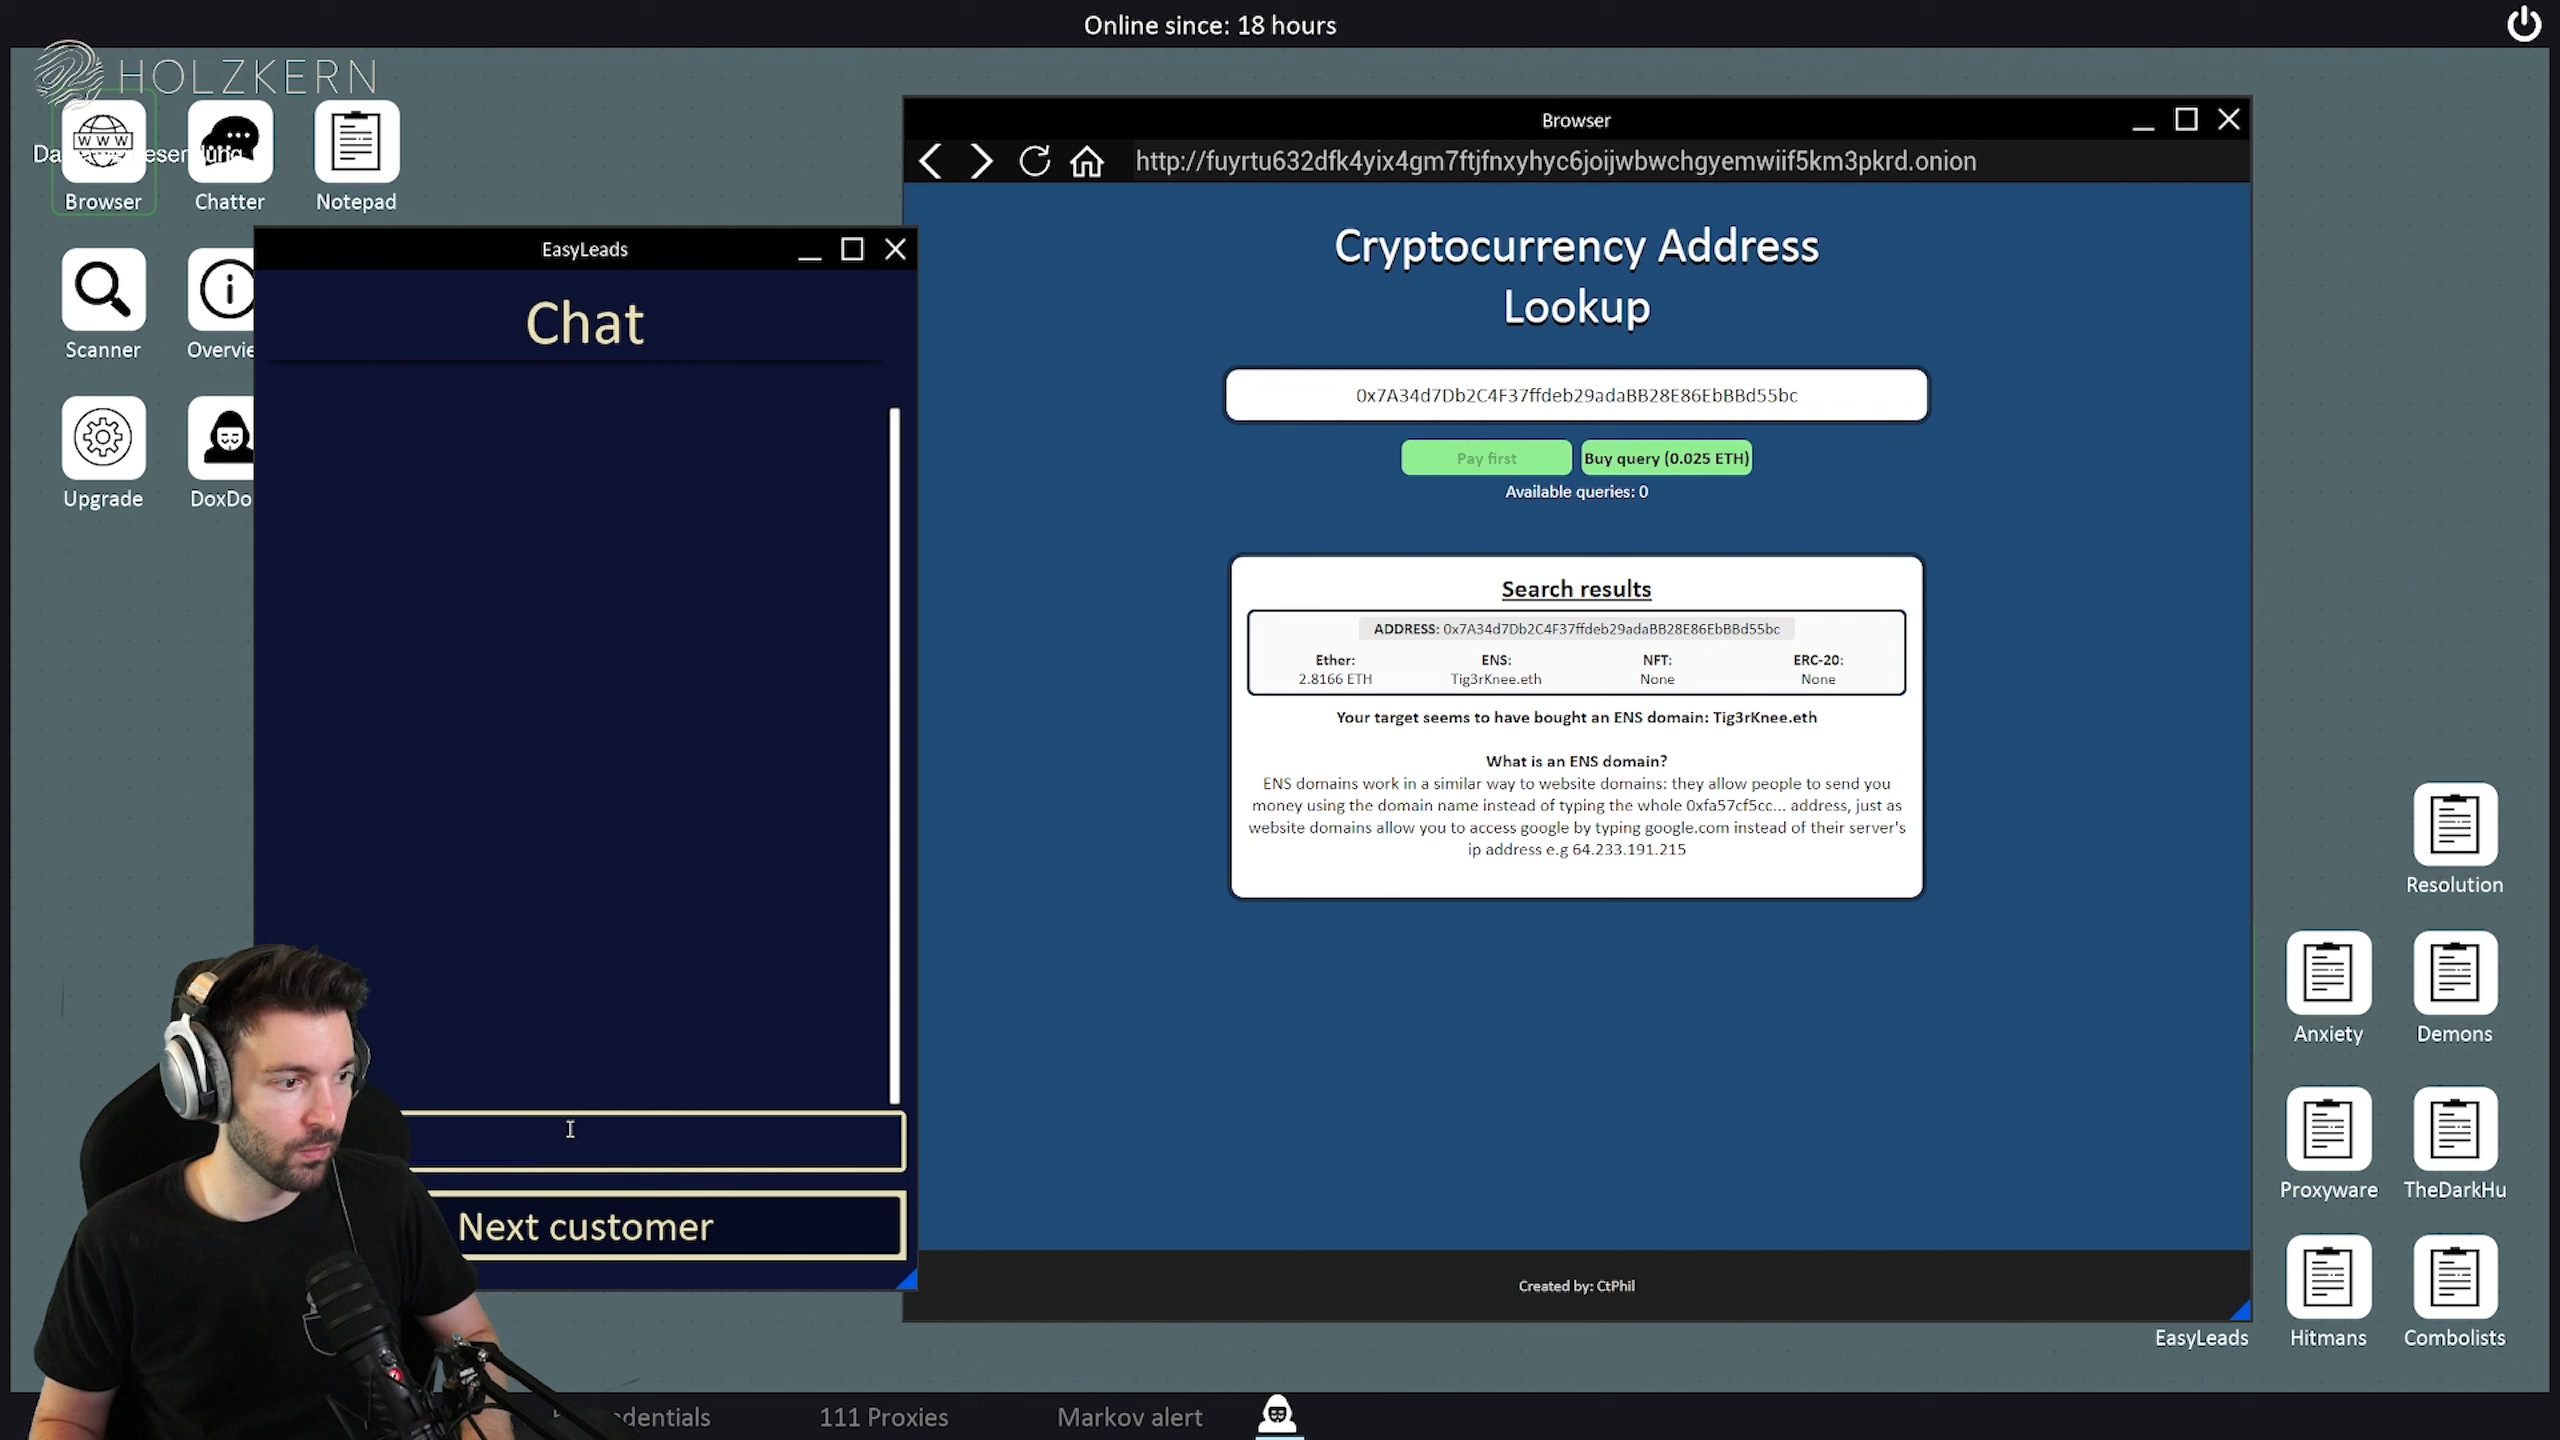 Online since: 18 hours
HOLZKERN
Browser
Chatter
Notepad
Scanner
Upgrade
EasyLeads
Chat
Next customer
Browser
http://fuyrtu632dfk4yix4gm7ftjfnxyhyc6joijwbwchgyemwiif5km3pkrd.onion
Cryptocurrency Address
Lookup
0x7A34d7Db2C4F37ffdeb29adaBB28E86EbBBd55bc
Pay first
Buy query (0.025 ETH)
Available queries: 0
Search results
ADDRESS: 0x7A34d7Db2C4F37ffdeb29adaBB28E86EbBBd55bc
Ether:
ENS:
NFT:
ERC-20:
2.8166 ETH
Tig3rKnee.eth
None
None
Your target seems to have bought an ENS domain: Tig3rKnee.eth
What is an ENS domain?
ENS domains work in a similar way to website domains: they allow people to send you
money using the domain name instead of typing the whole 0xfa57cf5cc... address, just as
website domains allow you to access google by typing google.com instead of their server's
ip address e.g 64.233.191.215
Created by: CtPhil
Resolution
Anxiety
Demons
Proxyware
TheDarkHu
EasyLeads
Hitmans
Combolists
111 Proxies
Markov alert